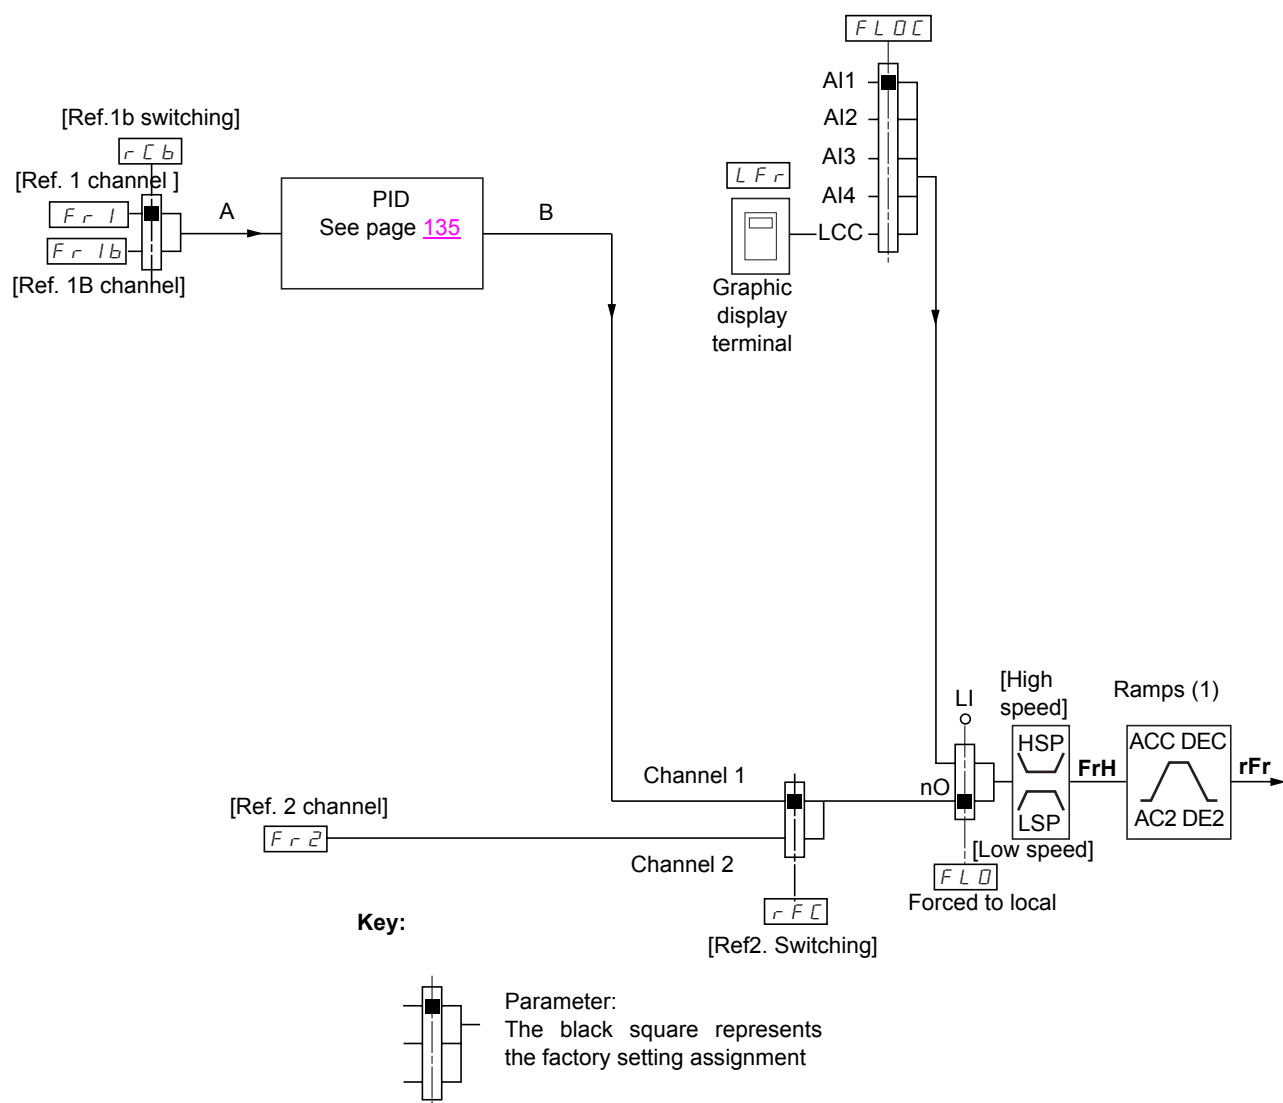 FLOC
AI1
AI2
AI3
AI4
LCC
LFr
Graphic
display
terminal
[Ref.1b switching]
rCb
[Ref. 1 channel ]
Fr1
Fr1b
[Ref. 1B channel]
A
PID
See page 135
B
[High
speed]
Ramps (1)
LI
HSP
ACC DEC
FrH
rFr
nO
LSP
AC2 DE2
[Low speed]
FLO
Forced to local
Channel 1
[Ref. 2 channel]
Fr2
Channel 2
rFC
[Ref2. Switching]
Key:
Parameter:
The black square represents
the factory setting assignment